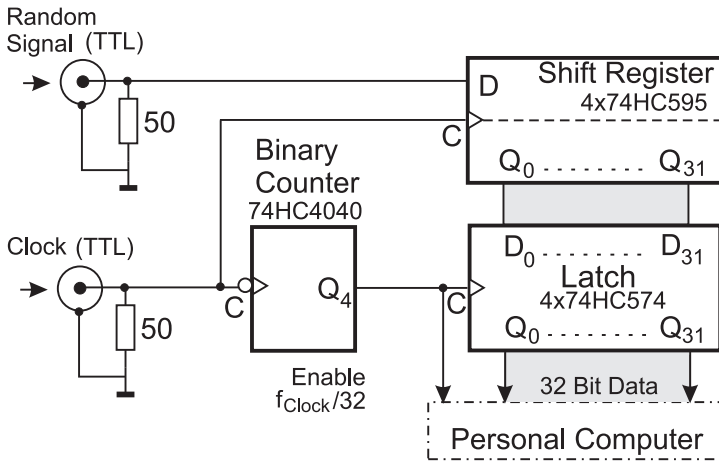 Random
Signal (TTL)
50
D
Shift Register
4x74HC595
C
Q0 . . . . . . . . Q31
Binary
Counter
74HC4040
Clock (TTL)
50
C
Q4
C
D0 . . . . . . . . D31
Latch
4x74HC574
Q0 . . . . . . . . Q31
Enable
fClock/32
32 Bit Data
Personal Computer